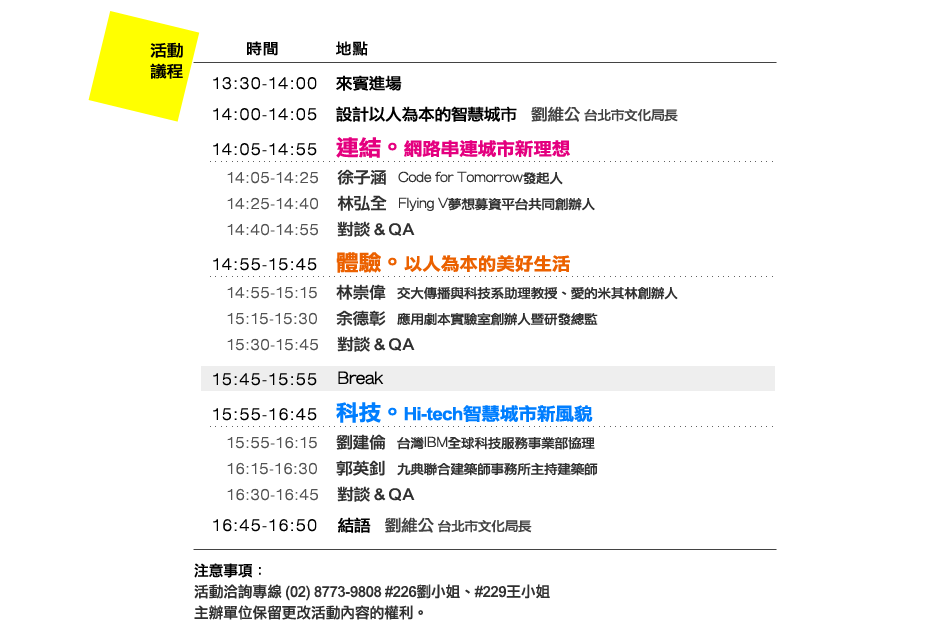 活動
議程
時間 地點
13:30-14:00 來賓進場
14:00-14:05 設計以人為本的智慧城市 劉維公 台北市文化局長
14:05-14:55 連結。網路串連城市新理想
14:05-14:25 徐子涵 Code for Tomorrow發起人
14:25-14:40 林弘全 Flying V夢想募資平台共同創辦人
14:40-14:55 對談 & QA
14:55-15:45 體驗。以人為本的美好生活
14:55-15:15 林崇偉 交大傳播與科技系助理教授、愛的米其林創辦人
15:15-15:30 余德彰 應用劇本實驗室創辦人暨研發總監
15:30-15:45 對談 & QA
15:45-15:55 Break
15:55-16:45 科技。Hi-tech智慧城市新風貌
15:55-16:15 劉建倫 台灣IBM全球科技服務事業部協理
16:15-16:30 郭英釗 九典聯合建築師事務所主持建築師
16:30-16:45 對談 & QA
16:45-16:50 結語 劉維公 台北市文化局長
注意事項：
活動洽詢專線 (02) 8773-9808 #226劉小姐、#229王小姐
主辦單位保留更改活動內容的權利。